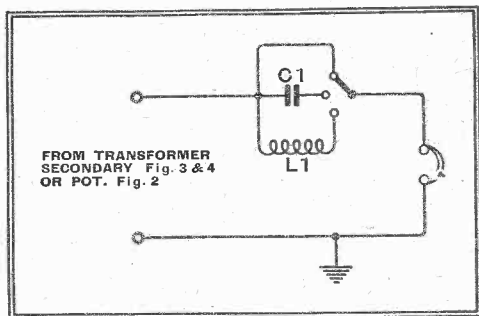 C1
L1
FROM TRANSFORMER
SECONDARY Fig. 3 & 4
OR POT. Fig. 2